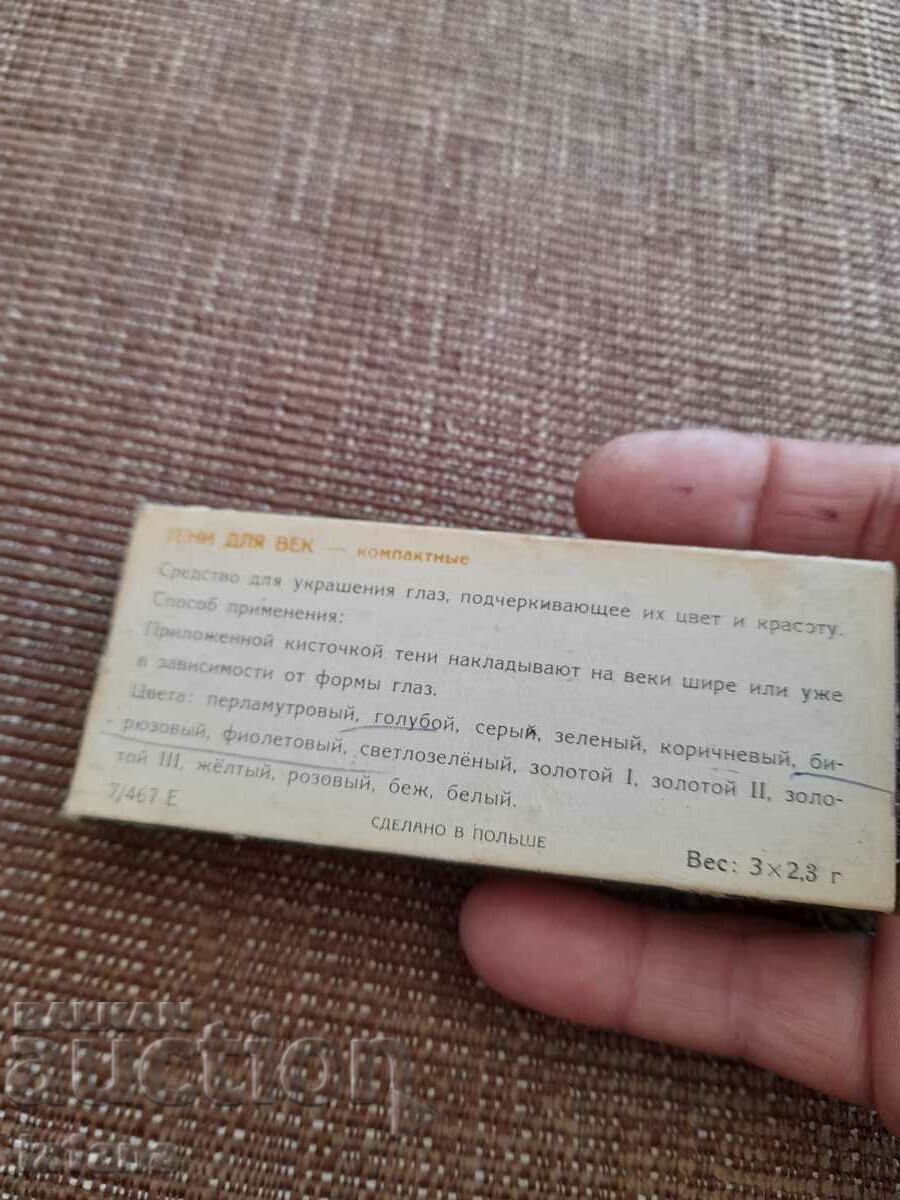 ТЕНИ ДЛЯ ВЕК — компактные
Средство для украшения глаз, подчеркивающее их цвет и красоту.
Способ применения:
Приложенной кисточкой тени накладывают на веки шире или уже
в зависимости от формы глаз.
Цвета: перламутровый, голубой, серый, зеленый, коричневый, би-
рюзовый, фиолетовый, светлозелёный, золотой I, золотой II, золо-
той III, жёлтый, розовый, беж, белый.
7/467 E
СДЕЛАНО В ПОЛЬШЕ
Вес: 3×2,3 г
BALKAN
auction
iztana